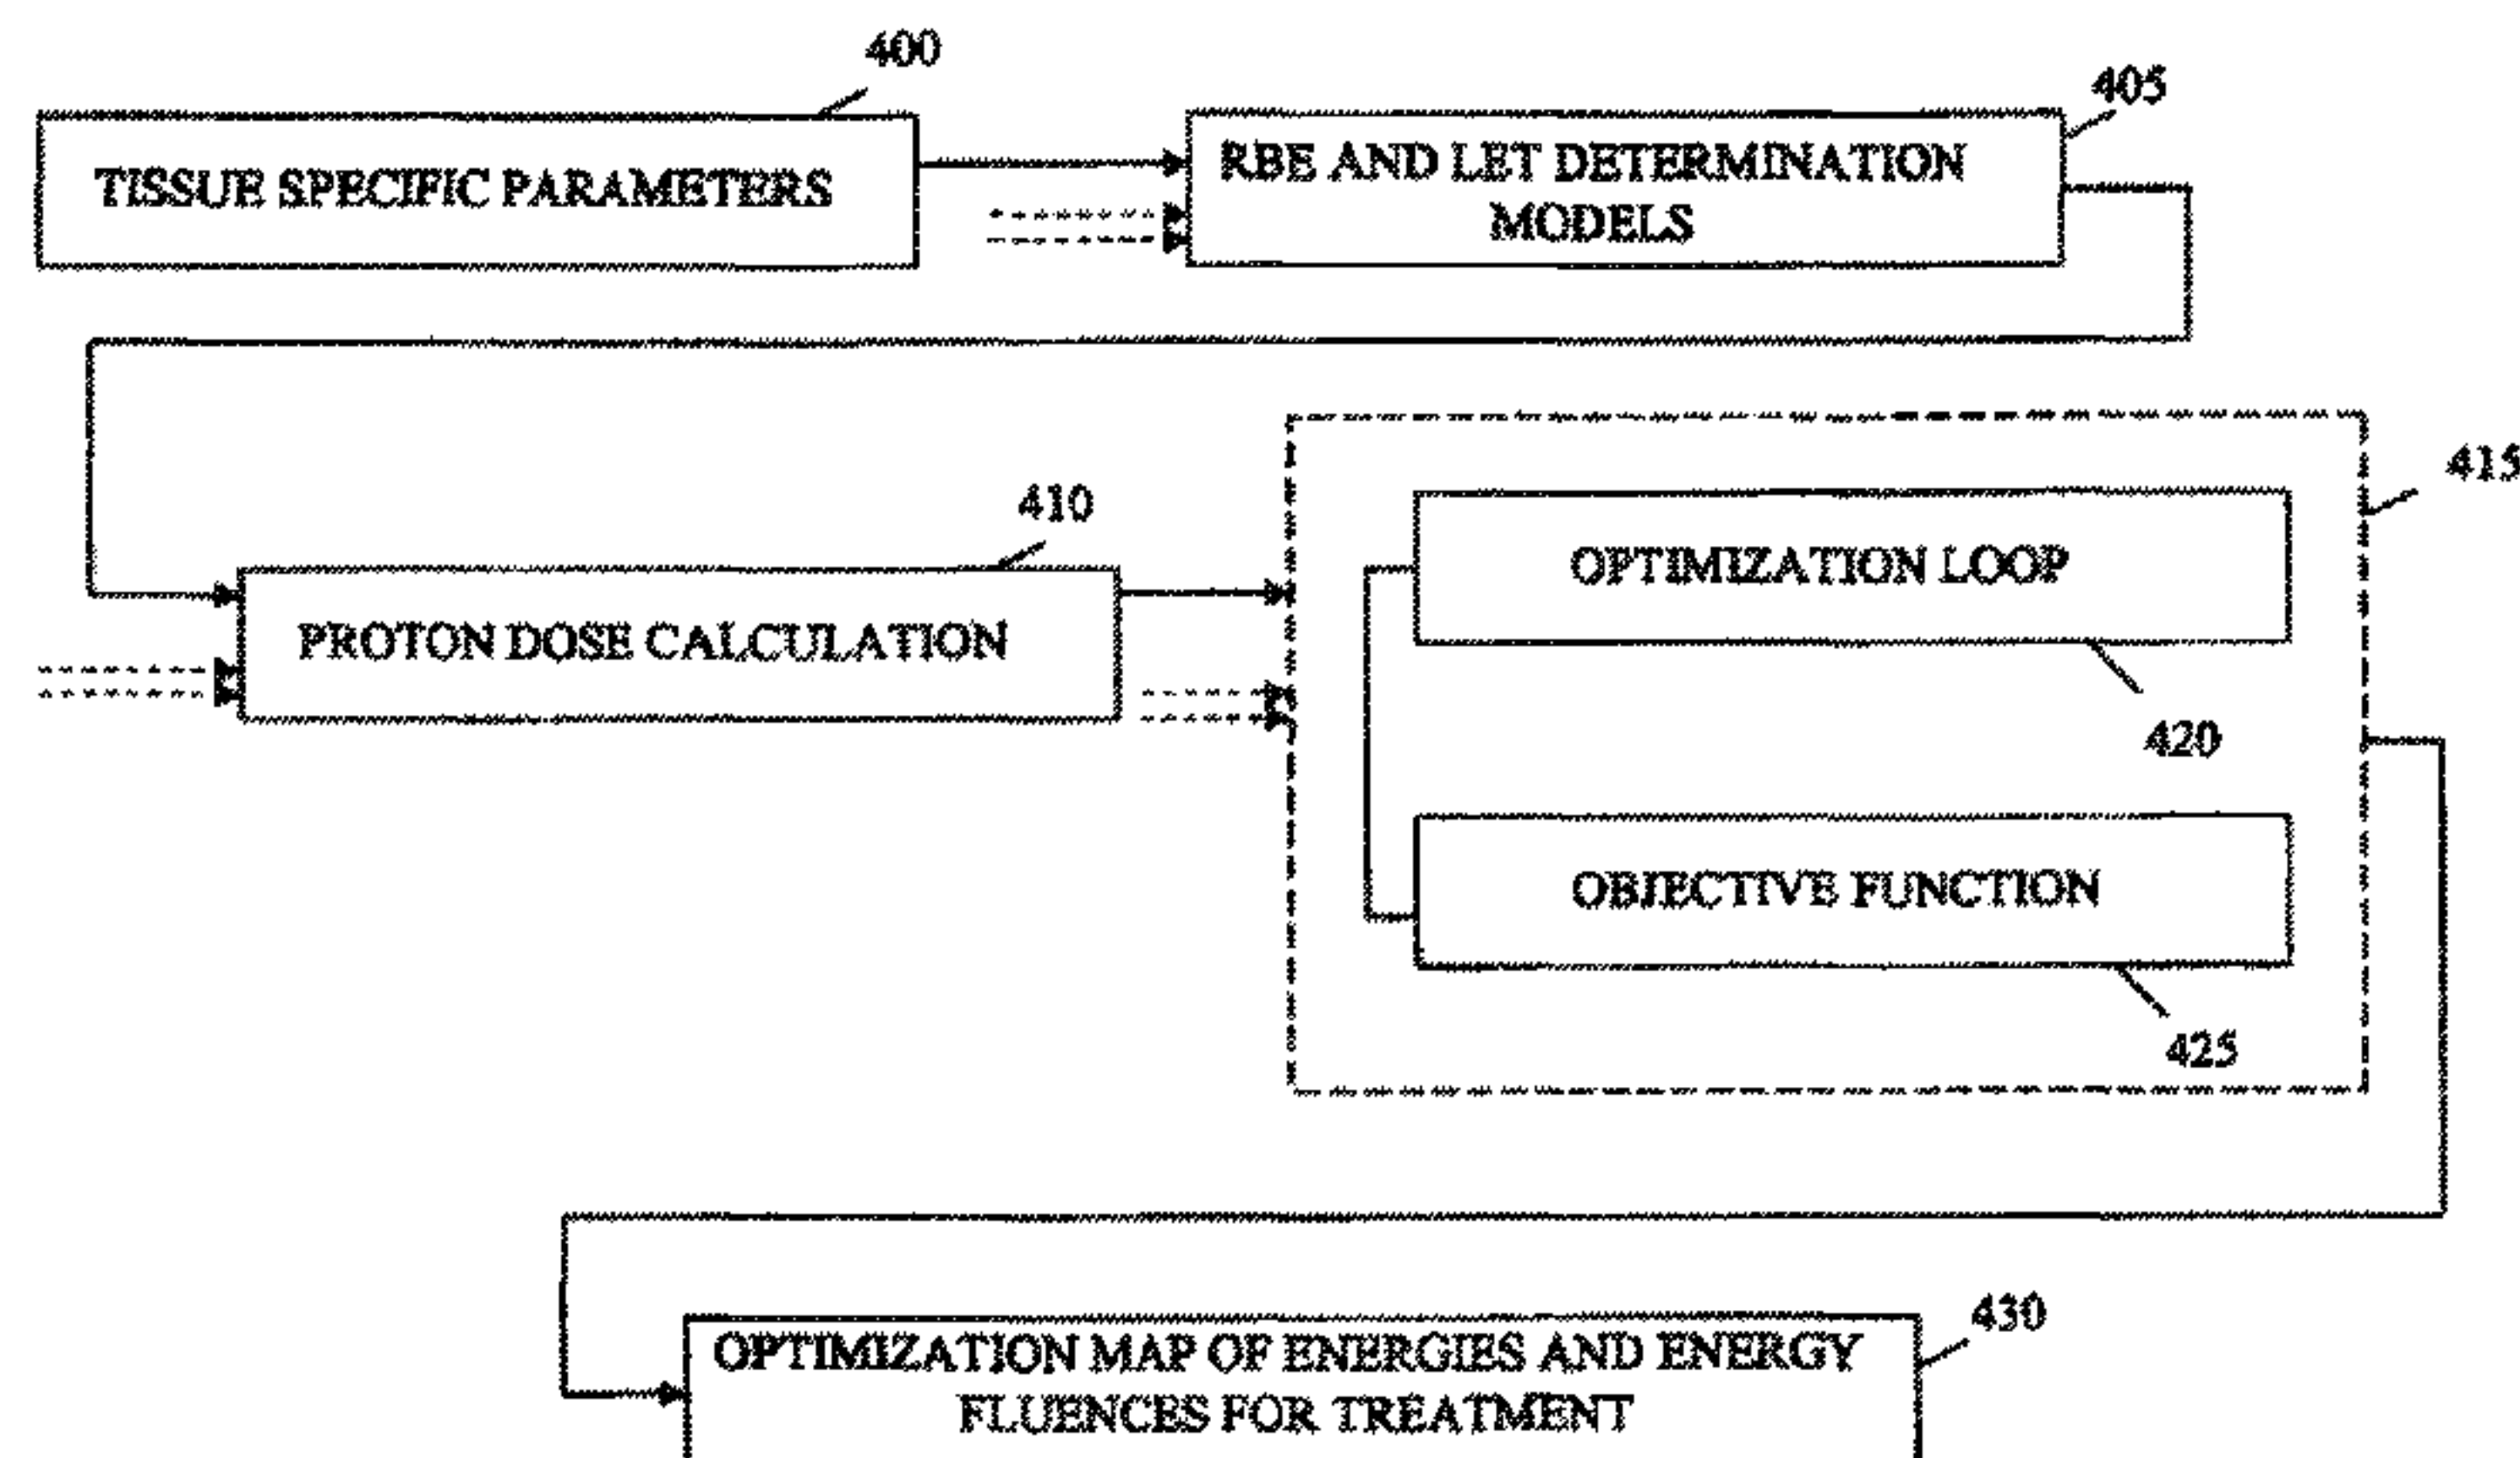 400
405
TISSUE SPECIFIC PARAMETERS
RBE AND LET DETERMINATION
MODELS
410
415
PROTON DOSE CALCULATION
OPTIMIZATION LOOP
420
OBJECTIVE FUNCTION
425
430
OPTIMIZATION MAP OF ENERGIES AND ENERGY
FLUENCES FOR TREATMENT